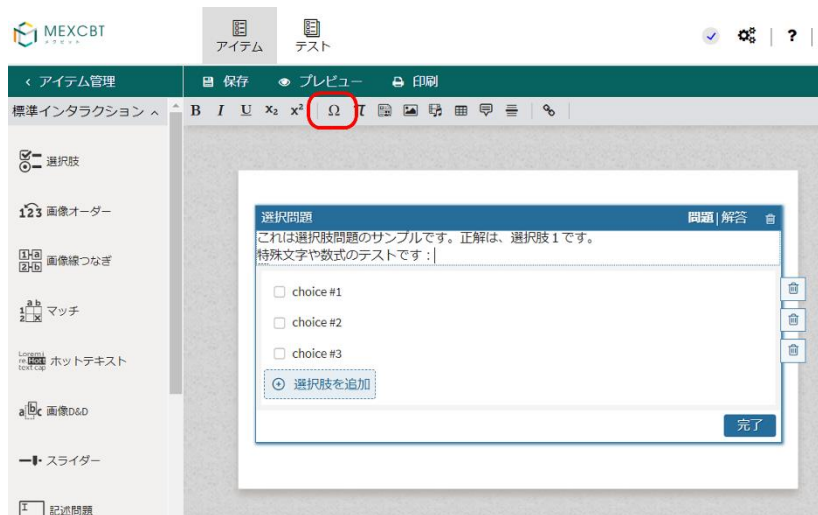 MEXCBT
メクビット
アイテム
テスト
?
アイテム管理
保存
プレビュー
印刷
標準インタラクション
B I U x₂ x² Ω π
選択肢
123 画像オーダー
画像線つなぎ
マッチ
ホットテキスト
画像D&D
スライダー
記述問題
選択問題
問題|解答
これは選択肢問題のサンプルです。正解は、選択肢1です。
特殊文字や数式のテストです:
choice #1
choice #2
choice #3
選択肢を追加
完了